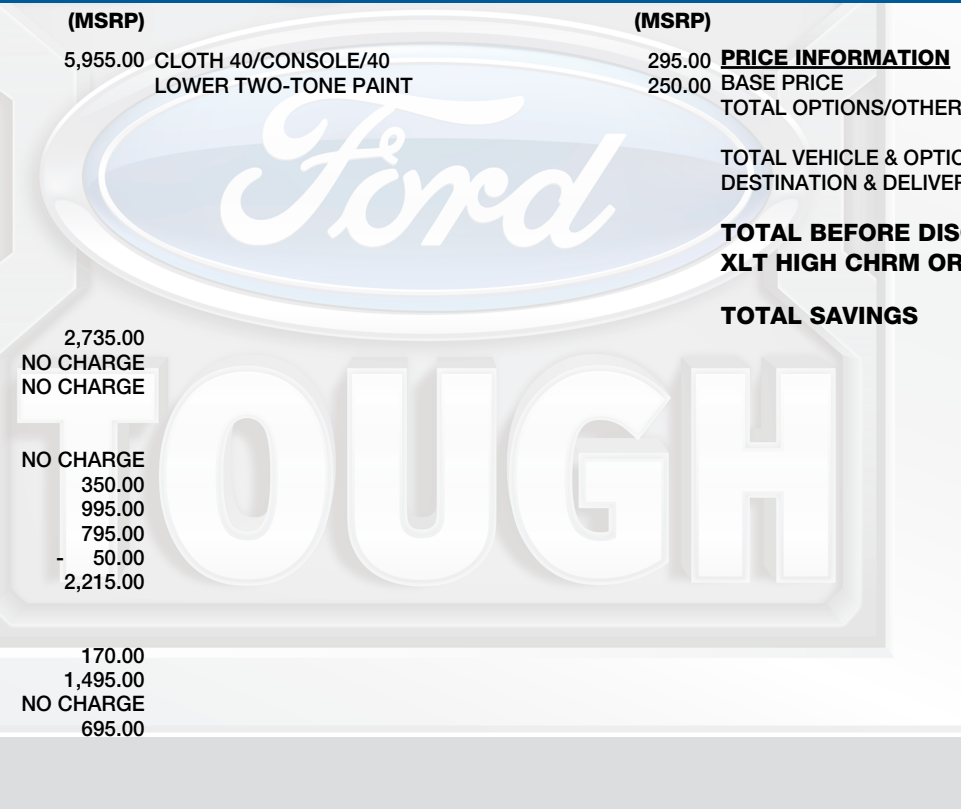 (MSRP) (MSRP)
5,955.00 CLOTH 40/CONSOLE/40 295.00 PRICE INFORMATION
LOWER TWO-TONE PAINT 250.00 BASE PRICE
TOTAL OPTIONS/OTHER
TOTAL VEHICLE & OPTIO
DESTINATION & DELIVER
TOTAL BEFORE DIS
XLT HIGH CHRM OR
TOTAL SAVINGS
Ford
2,735.00
NO CHARGE
NO CHARGE
TOUGH
NO CHARGE
350.00
995.00
795.00
- 50.00
2,215.00
170.00
1,495.00
NO CHARGE
695.00